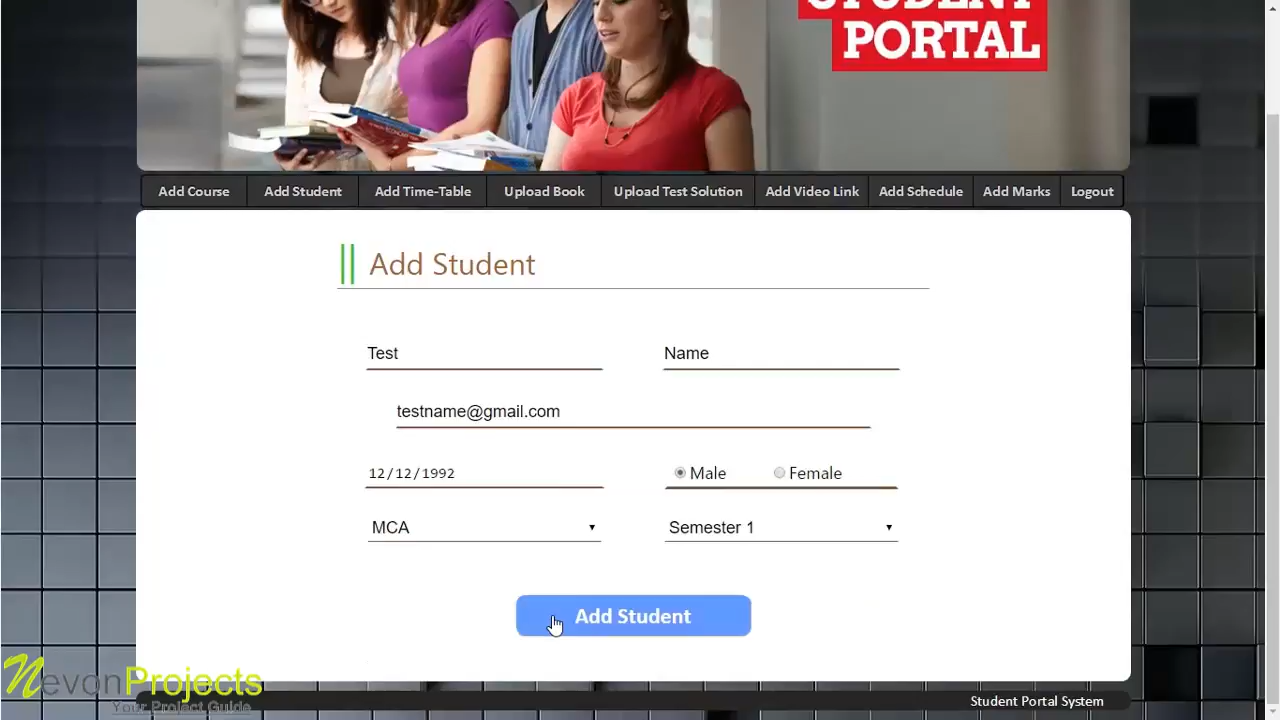 STUDENT
PORTAL
Add Course Add Student Add Time-Table Upload Book Upload Test Solution Add Video Link Add Schedule Add Marks Logout
Add Student
Test Name
testname@gmail.com
12/12/1992 Male Female
MCA Semester 1
Add Student
NevonProjects
Your Project Guide
Student Portal System